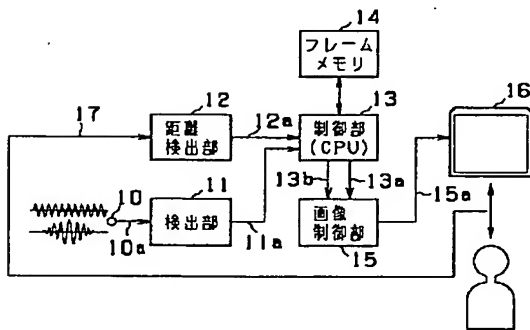 14
フレーム
メモリ
17
12
距離
検出部
12a
13
制御部
(CPU)
16
10
10a
11
検出部
11a
13b
13a
画像
制御部
15
15a